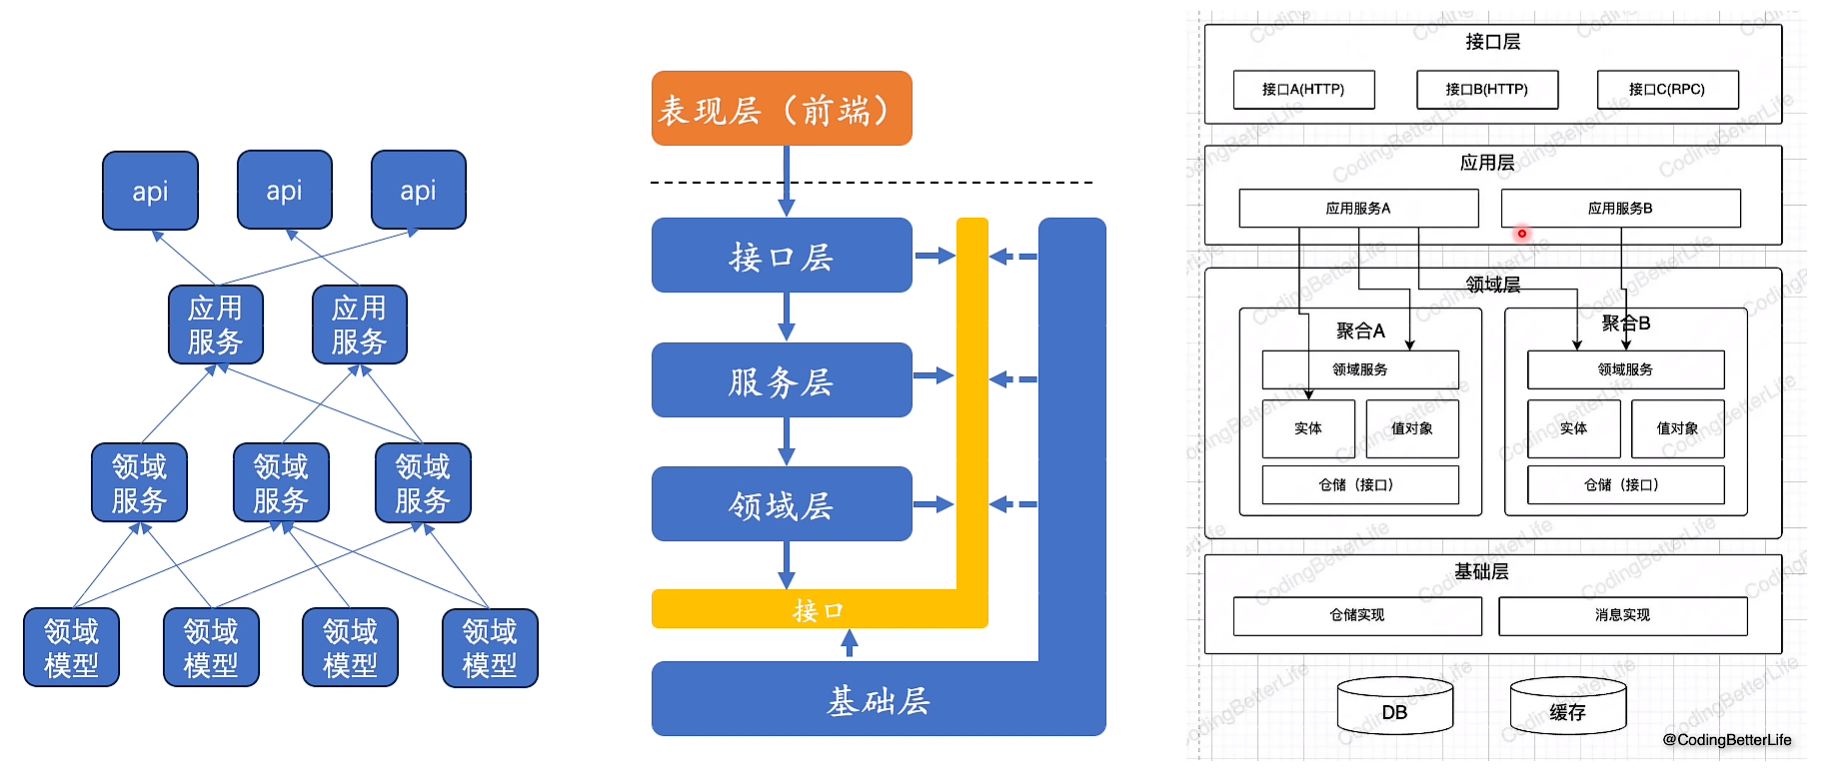 api
api
api
应用
服务
应用
服务
领域
服务
领域
服务
领域
服务
领域
模型
领域
模型
领域
模型
领域
模型
表现层（前端）
接口层
服务层
领域层
接口
基础层
接口层
接口A(HTTP)
接口B(HTTP)
接口C(RPC)
应用层
应用服务A
应用服务B
领域层
聚合A
领域服务
实体
值对象
仓储（接口）
聚合B
领域服务
实体
值对象
仓储（接口）
基础层
仓储实现
消息实现
DB
缓存
@CodingBetterLife
CodingBetterLife